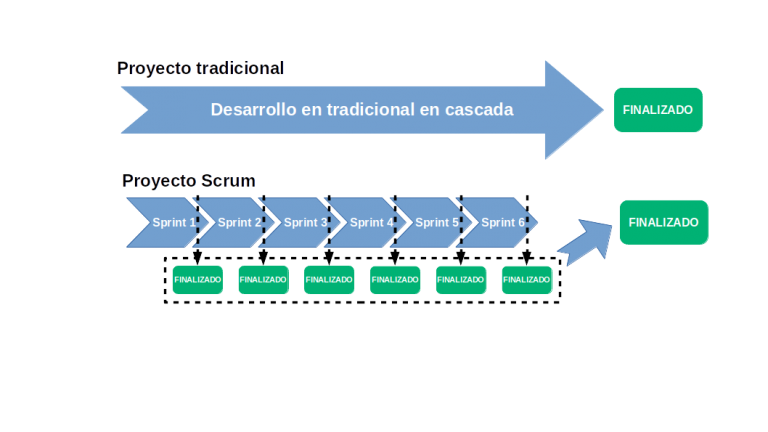 Proyecto tradicional
Desarrollo en tradicional en cascada
FINALIZADO
Proyecto Scrum
Sprint 1
Sprint 2
Sprint 3
Sprint 4
Sprint 5
Sprint 6
FINALIZADO
FINALIZADO
FINALIZADO
FINALIZADO
FINALIZADO
FINALIZADO
FINALIZADO